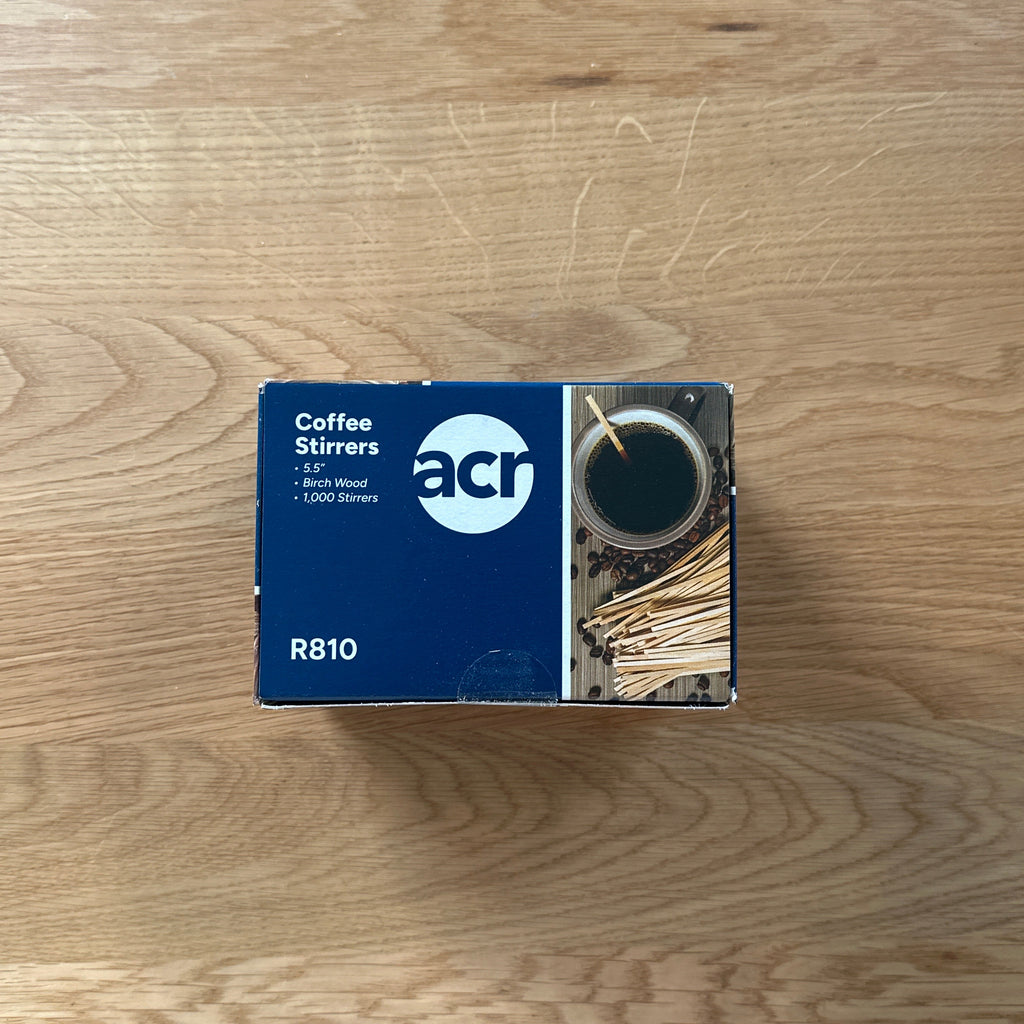 Coffee
Stirrers
• 5.5"
• Birch Wood
• 1,000 Stirrers
acr
R810